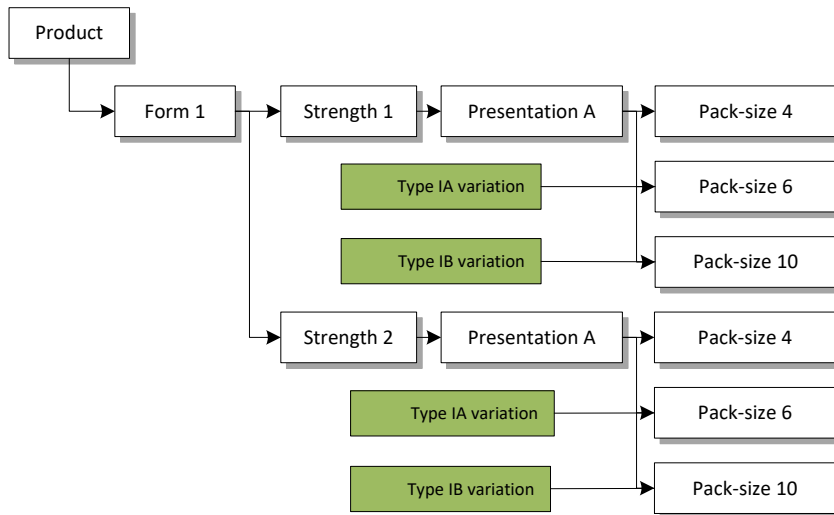 Product
Form 1
Strength 1
Presentation A
Pack-size 4
Type IA variation
Pack-size 6
Type IB variation
Pack-size 10
Strength 2
Presentation A
Pack-size 4
Type IA variation
Pack-size 6
Type IB variation
Pack-size 10